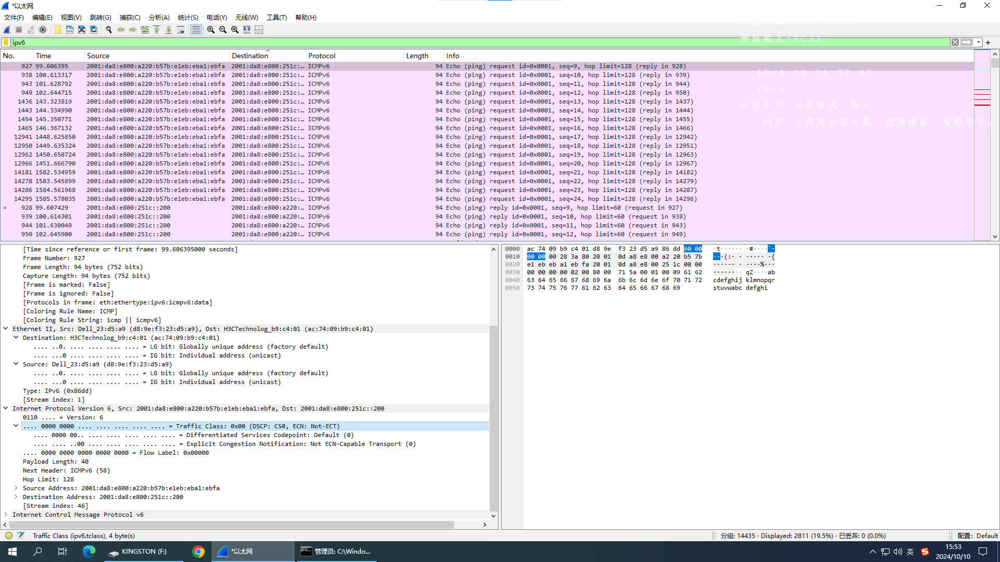 *以太网
文件(F) 编辑(E) 视图(V) 跳转(G) 捕获(C) 分析(A) 统计(S) 电话(Y) 无线(W) 工具(T) 帮助(H)
ipv6
计算机名:PC33
IPv4:10.26.29.43
IPv6:
还原方式:还原模式(每天)
内容:下课离开请关机，整理座位，垃圾带走。
No. Time Source Destination Protocol Length Info
927 99.606395 2001:da8:e800:a220:b57b:e1eb:eba1:ebfa 2001:da8:e800:251c:… ICMPv6 94 Echo (ping) request id=0x0001, seq=9, hop limit=128 (reply in 928)
938 100.613317 2001:da8:e800:a220:b57b:e1eb:eba1:ebfa 2001:da8:e800:251c:… ICMPv6 94 Echo (ping) request id=0x0001, seq=10, hop limit=128 (reply in 939)
943 101.628792 2001:da8:e800:a220:b57b:e1eb:eba1:ebfa 2001:da8:e800:251c:… ICMPv6 94 Echo (ping) request id=0x0001, seq=11, hop limit=128 (reply in 944)
949 102.644715 2001:da8:e800:a220:b57b:e1eb:eba1:ebfa 2001:da8:e800:251c:… ICMPv6 94 Echo (ping) request id=0x0001, seq=12, hop limit=128 (reply in 950)
1436 143.323819 2001:da8:e800:a220:b57b:e1eb:eba1:ebfa 2001:da8:e800:251c:… ICMPv6 94 Echo (ping) request id=0x0001, seq=13, hop limit=128 (reply in 1437)
1443 144.334990 2001:da8:e800:a220:b57b:e1eb:eba1:ebfa 2001:da8:e800:251c:… ICMPv6 94 Echo (ping) request id=0x0001, seq=14, hop limit=128 (reply in 1444)
1454 145.350771 2001:da8:e800:a220:b57b:e1eb:eba1:ebfa 2001:da8:e800:251c:… ICMPv6 94 Echo (ping) request id=0x0001, seq=15, hop limit=128 (reply in 1455)
1465 146.367132 2001:da8:e800:a220:b57b:e1eb:eba1:ebfa 2001:da8:e800:251c:… ICMPv6 94 Echo (ping) request id=0x0001, seq=16, hop limit=128 (reply in 1466)
12941 1448.625850 2001:da8:e800:a220:b57b:e1eb:eba1:ebfa 2001:da8:e800:251c:… ICMPv6 94 Echo (ping) request id=0x0001, seq=17, hop limit=128 (reply in 12942)
12950 1449.635324 2001:da8:e800:a220:b57b:e1eb:eba1:ebfa 2001:da8:e800:251c:… ICMPv6 94 Echo (ping) request id=0x0001, seq=18, hop limit=128 (reply in 12951)
12962 1450.650724 2001:da8:e800:a220:b57b:e1eb:eba1:ebfa 2001:da8:e800:251c:… ICMPv6 94 Echo (ping) request id=0x0001, seq=19, hop limit=128 (reply in 12963)
12966 1451.666790 2001:da8:e800:a220:b57b:e1eb:eba1:ebfa 2001:da8:e800:251c:… ICMPv6 94 Echo (ping) request id=0x0001, seq=20, hop limit=128 (reply in 12967)
14181 1582.534959 2001:da8:e800:a220:b57b:e1eb:eba1:ebfa 2001:da8:e800:251c:… ICMPv6 94 Echo (ping) request id=0x0001, seq=21, hop limit=128 (reply in 14182)
14278 1583.545899 2001:da8:e800:a220:b57b:e1eb:eba1:ebfa 2001:da8:e800:251c:… ICMPv6 94 Echo (ping) request id=0x0001, seq=22, hop limit=128 (reply in 14279)
14286 1584.561968 2001:da8:e800:a220:b57b:e1eb:eba1:ebfa 2001:da8:e800:251c:… ICMPv6 94 Echo (ping) request id=0x0001, seq=23, hop limit=128 (reply in 14287)
14295 1585.578035 2001:da8:e800:a220:b57b:e1eb:eba1:ebfa 2001:da8:e800:251c:… ICMPv6 94 Echo (ping) request id=0x0001, seq=24, hop limit=128 (reply in 14296)
928 99.607429 2001:da8:e800:251c::200 2001:da8:e800:a220:… ICMPv6 94 Echo (ping) reply id=0x0001, seq=9, hop limit=60 (request in 927)
939 100.614301 2001:da8:e800:251c::200 2001:da8:e800:a220:… ICMPv6 94 Echo (ping) reply id=0x0001, seq=10, hop limit=60 (request in 938)
944 101.630049 2001:da8:e800:251c::200 2001:da8:e800:a220:… ICMPv6 94 Echo (ping) reply id=0x0001, seq=11, hop limit=60 (request in 943)
950 102.645900 2001:da8:e800:251c::200 2001:da8:e800:a220:… ICMPv6 94 Echo (ping) reply id=0x0001, seq=12, hop limit=60 (request in 949)
[Time since reference or first frame: 99.606395000 seconds]
Frame Number: 927
Frame Length: 94 bytes (752 bits)
Capture Length: 94 bytes (752 bits)
[Frame is marked: False]
[Frame is ignored: False]
[Protocols in frame: eth:ethertype:ipv6:icmpv6:data]
[Coloring Rule Name: ICMP]
[Coloring Rule String: icmp || icmpv6]
Ethernet II, Src: Dell_23:d5:a9 (d8:9e:f3:23:d5:a9), Dst: H3CTechnolog_b9:c4:01 (ac:74:09:b9:c4:01)
Destination: H3CTechnolog_b9:c4:01 (ac:74:09:b9:c4:01)
.... ..0. .... .... .... .... = LG bit: Globally unique address (factory default)
.... ...0 .... .... .... .... = IG bit: Individual address (unicast)
Source: Dell_23:d5:a9 (d8:9e:f3:23:d5:a9)
.... ..0. .... .... .... .... = LG bit: Globally unique address (factory default)
.... ...0 .... .... .... .... = IG bit: Individual address (unicast)
Type: IPv6 (0x86dd)
[Stream index: 1]
Internet Protocol Version 6, Src: 2001:da8:e800:a220:b57b:e1eb:eba1:ebfa, Dst: 2001:da8:e800:251c::200
0110 .... = Version: 6
.... 0000 0000 .... .... .... .... .... = Traffic Class: 0x00 (DSCP: CS0, ECN: Not-ECT)
.... 0000 00.. .... .... .... .... .... = Differentiated Services Codepoint: Default (0)
.... .... ..00 .... .... .... .... .... = Explicit Congestion Notification: Not ECN-Capable Transport (0)
.... 0000 0000 0000 0000 0000 = Flow Label: 0x00000
Payload Length: 40
Next Header: ICMPv6 (58)
Hop Limit: 128
Source Address: 2001:da8:e800:a220:b57b:e1eb:eba1:ebfa
Destination Address: 2001:da8:e800:251c::200
[Stream index: 46]
Internet Control Message Protocol v6
0000 ac 74 09 b9 c4 01 d8 9e f3 23 d5 a9 86 dd 60 00 ·t······ ·#····`·
0010 00 00 00 28 3a 80 20 01 0d a8 e8 00 a2 20 b5 7b ···(:· · ····· ·{
0020 e1 eb eb a1 eb fa 20 01 0d a8 e8 00 25 1c 00 00 ······ · ····%···
0030 00 00 00 00 02 00 80 00 71 5a 00 01 00 09 61 62 ········ qZ····ab
0040 63 64 65 66 67 68 69 6a 6b 6c 6d 6e 6f 70 71 72 cdefghij klmnopqr
0050 73 74 75 76 77 61 62 63 64 65 66 67 68 69 stuvwabc defghi
Traffic Class (ipv6.tclass), 4 byte(s)
分组: 14435 · Displayed: 2811 (19.5%) · 已丢弃: 0 (0.0%)
配置: Default
KINGSTON (F:)
*以太网
管理员: C:\Windo...
英
15:53
2024/10/10